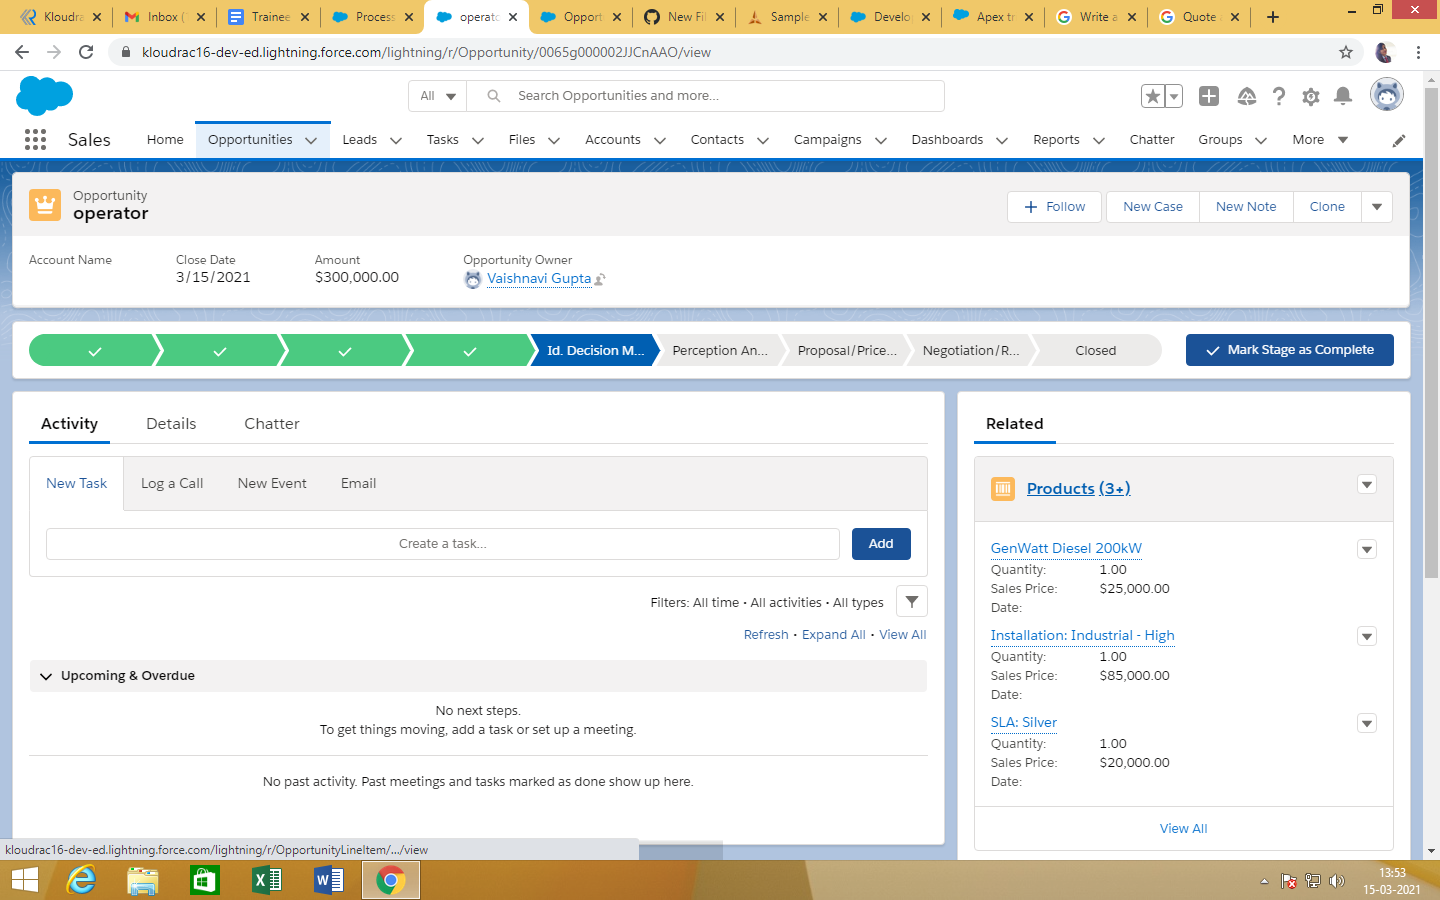 Kloudra
Inbox (
Trainee
Process
operato
Opport
New Fi
Sample
Develo
Apex tr
Write a
Quote
kloudrac16-dev-ed.lightning.force.com/lightning/r/Opportunity/0065g000002JJCnAAO/view
All
Search Opportunities and more...
Sales
Home
Opportunities
Leads
Tasks
Files
Accounts
Contacts
Campaigns
Dashboards
Reports
Chatter
Groups
More
Opportunity
operator
Follow
New Case
New Note
Clone
Account Name
Close Date
Amount
Opportunity Owner
3/15/2021
$300,000.00
Vaishnavi Gupta
Id. Decision M...
Perception An...
Proposal/Price...
Negotiation/R...
Closed
Mark Stage as Complete
Activity
Details
Chatter
New Task
Log a Call
New Event
Email
Create a task...
Add
Filters: All time • All activities • All types
Refresh • Expand All • View All
Upcoming & Overdue
No next steps.
To get things moving, add a task or set up a meeting.
No past activity. Past meetings and tasks marked as done show up here.
Related
Products (3+)
GenWatt Diesel 200kW
Quantity: 1.00
Sales Price: $25,000.00
Date:
Installation: Industrial - High
Quantity: 1.00
Sales Price: $85,000.00
Date:
SLA: Silver
Quantity: 1.00
Sales Price: $20,000.00
Date:
View All
kloudrac16-dev-ed.lightning.force.com/lightning/r/OpportunityLineItem/.../view
13:53
15-03-2021